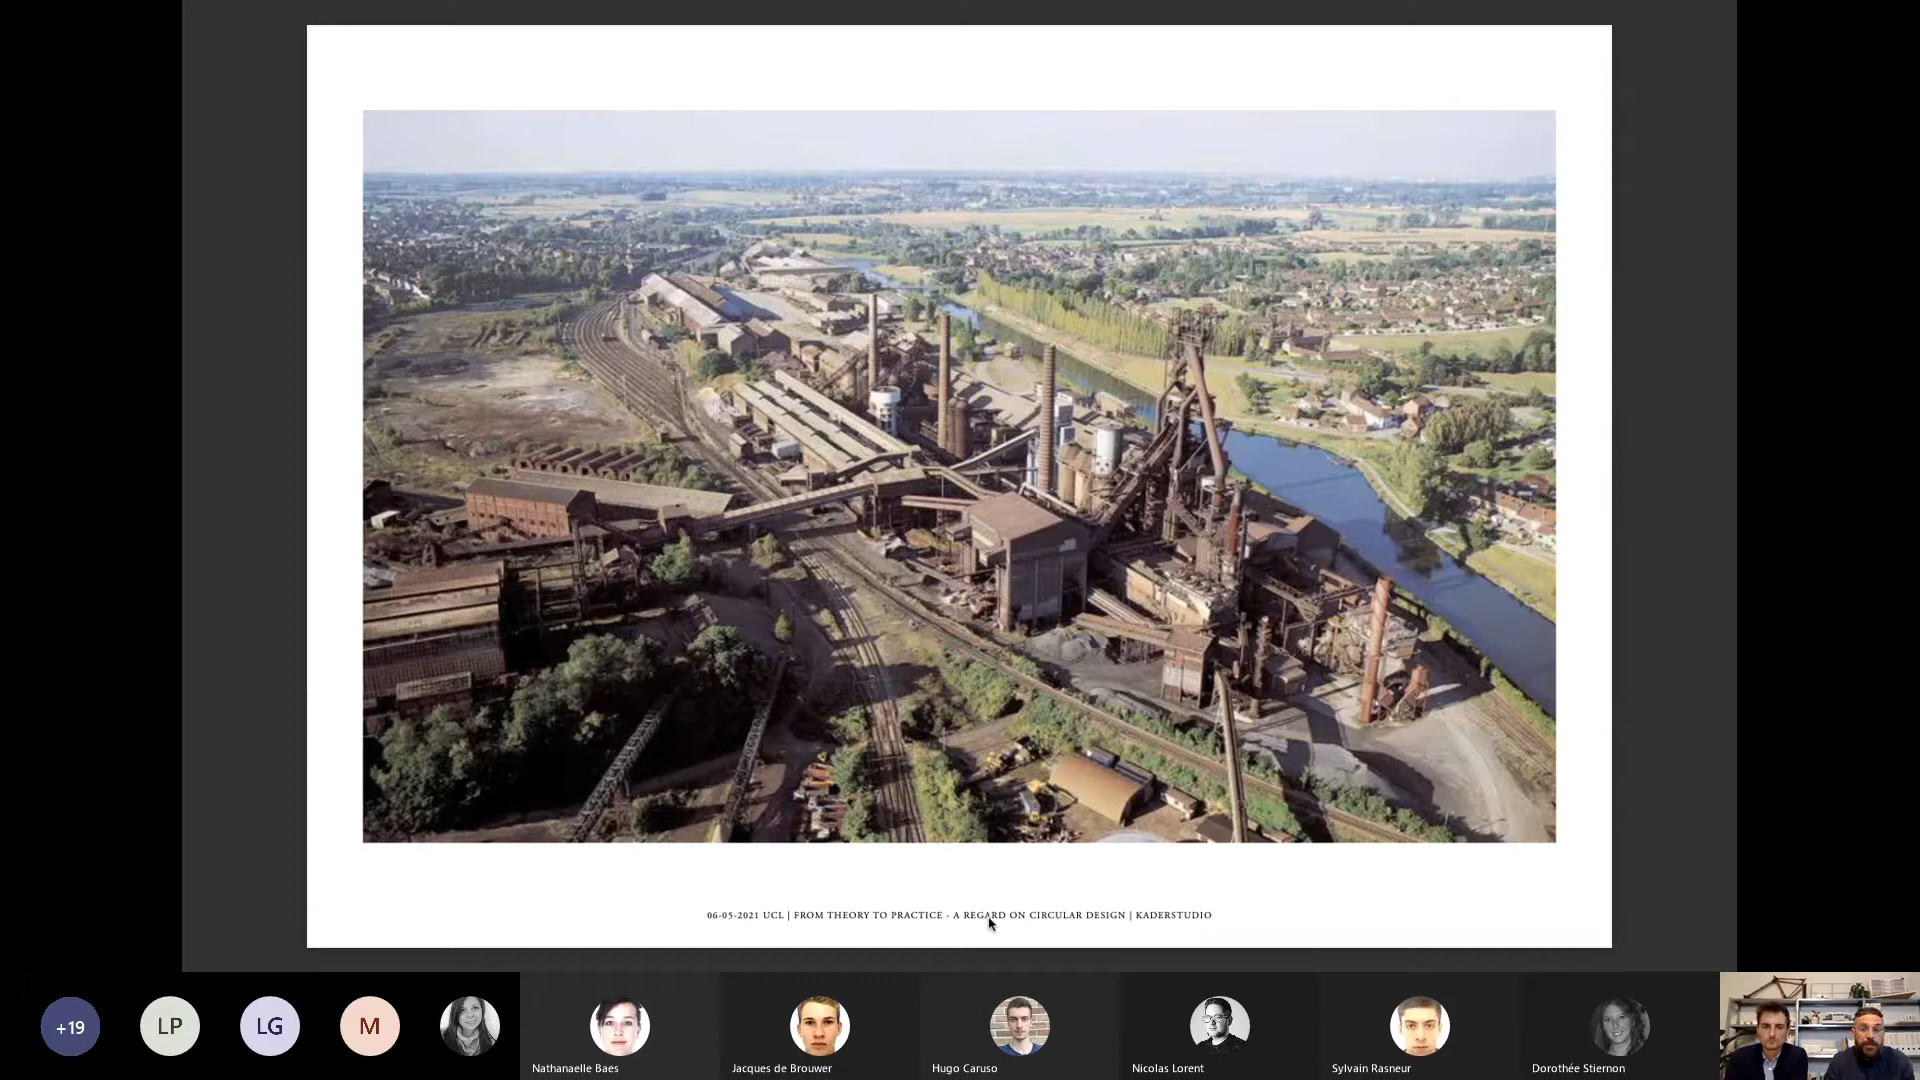 06-05-2021 UCL | FROM THEORY TO PRACTICE - A REGARD ON CIRCULAR DESIGN | KADERSTUDIO
+19
LP
LG
M
Nathanaelle Baes
Jacques de Brouwer
Hugo Caruso
Nicolas Lorent
Sylvain Rasneur
Dorothée Stiernon